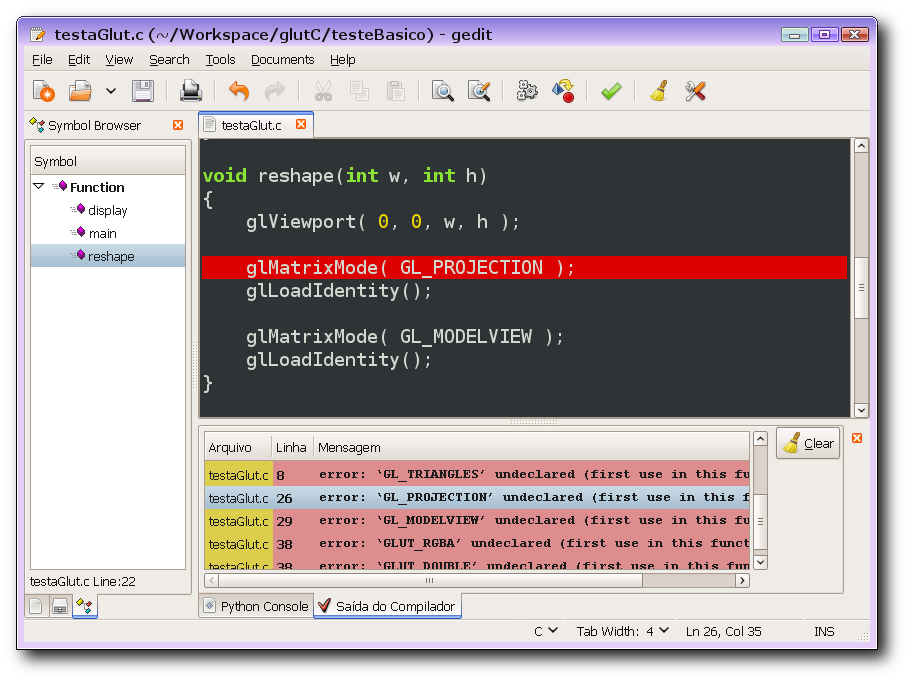 testaGlut.c (~/Workspace/glutC/testeBasico) - gedit
File Edit View Search Tools Documents Help
Symbol Browser
testaGlut.c
Symbol
Function
display
main
reshape
testaGlut.c Line:22
void reshape(int w, int h)
{
    glViewport( 0, 0, w, h );
    glMatrixMode( GL_PROJECTION );
    glLoadIdentity();
    glMatrixMode( GL_MODELVIEW );
    glLoadIdentity();
}
Arquivo Linha Mensagem
testaGlut.c 8 error: `GL_TRIANGLES' undeclared (first use in this fu
testaGlut.c 26 error: `GL_PROJECTION' undeclared (first use in this f
testaGlut.c 29 error: `GL_MODELVIEW' undeclared (first use in this fu
testaGlut.c 38 error: `GLUT_RGBA' undeclared (first use in this funct
testaGlut.c 38 error: `GLUT_DOUBLE' undeclared (first use in this fun
Clear
Python Console Saída do Compilador
C Tab Width: 4 Ln 26, Col 35 INS